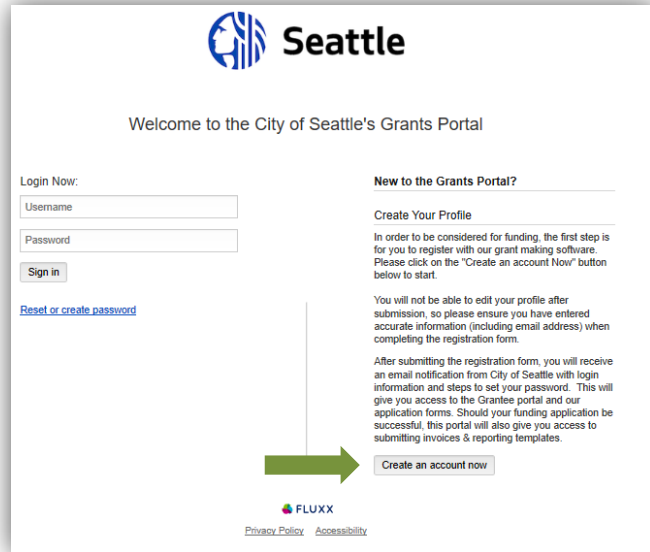 Seattle
Welcome to the City of Seattle's Grants Portal
Login Now:
Username
Password
Sign in
Reset or create password
New to the Grants Portal?
Create Your Profile
In order to be considered for funding, the first step is
for you to register with our grant making software.
Please click on the "Create an account Now" button
below to start.
You will not be able to edit your profile after
submission, so please ensure you have entered
accurate information (including email address) when
completing the registration form.
After submitting the registration form, you will receive
an email notification from City of Seattle with login
information and steps to set your password. This will
give you access to the Grantee portal and our
application forms. Should your funding application be
successful, this portal will also give you access to
submitting invoices & reporting templates.
Create an account now
FLUXX
Privacy Policy Accessibility